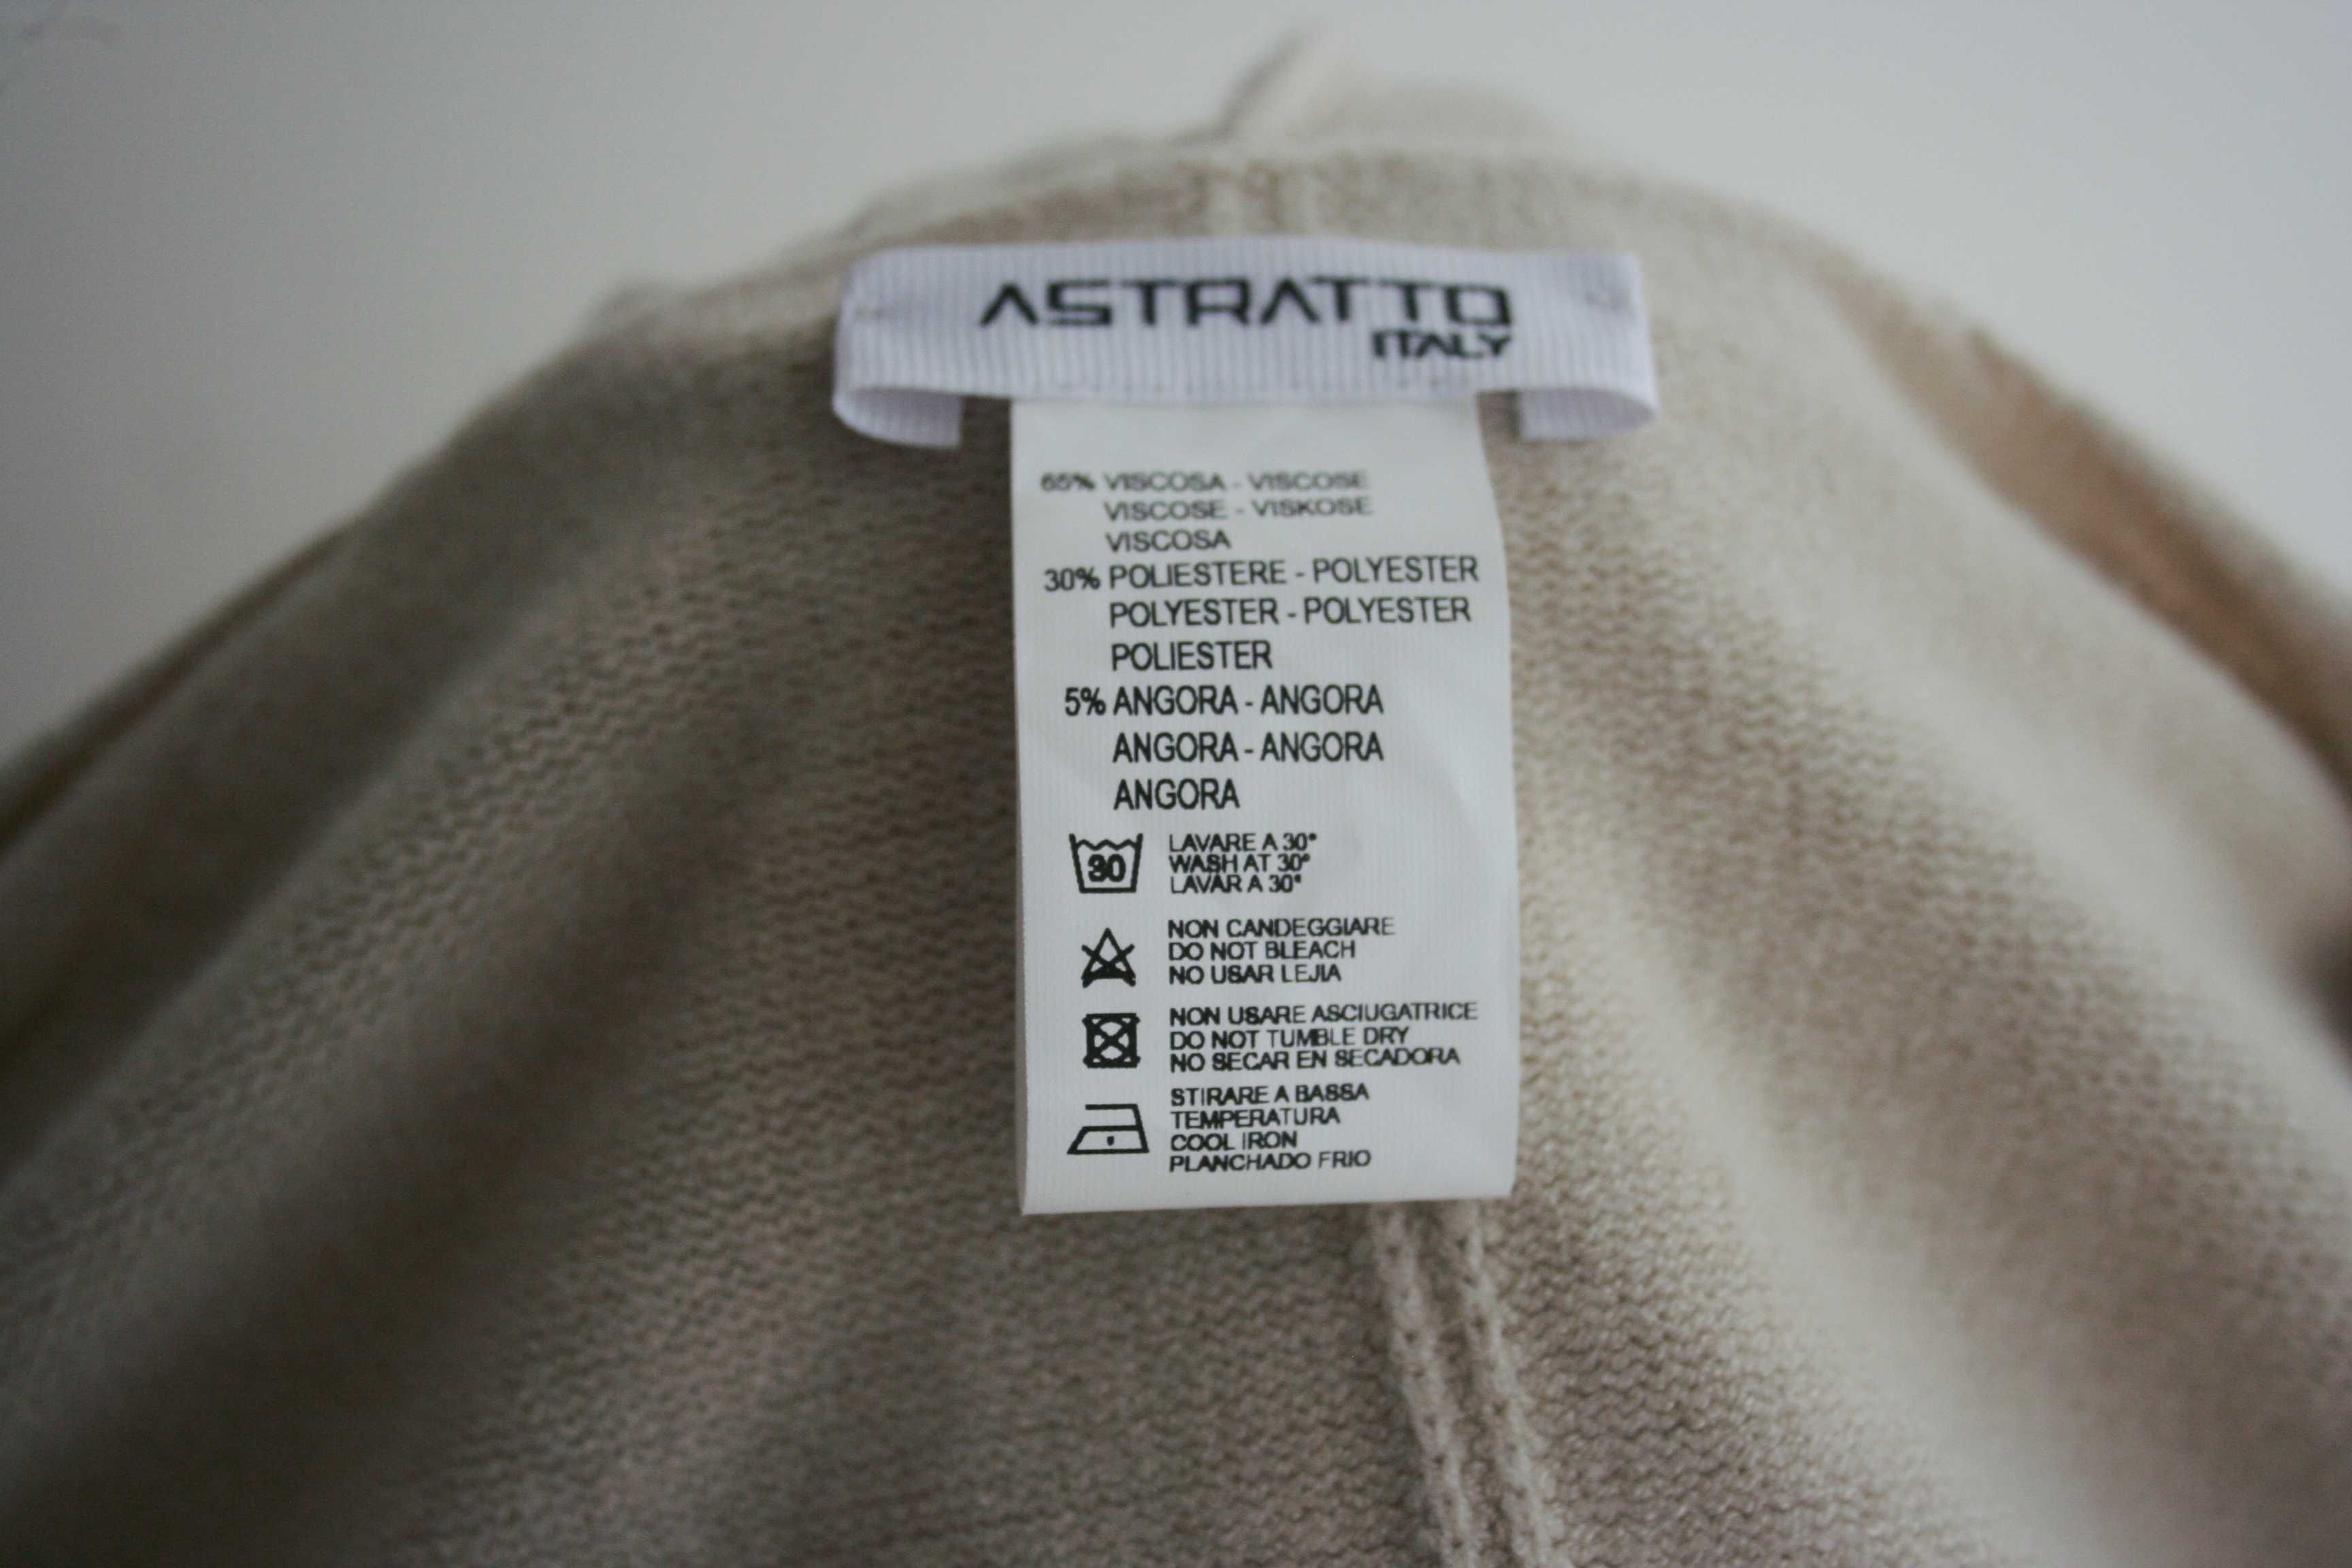 ASTRATTO
ITALY
65% VISCOSA - VISCOSE
VISCOSE - VISKOSE
VISCOSA
30% POLIESTERE - POLYESTER
POLYESTER - POLYESTER
POLIESTER
5% ANGORA - ANGORA
ANGORA - ANGORA
ANGORA
30
LAVARE A 30°
WASH AT 30°
LAVAR A 30°
NON CANDEGGIARE
DO NOT BLEACH
NO USAR LEJIA
NON USARE ASCIUGATRICE
DO NOT TUMBLE DRY
NO SECAR EN SECADORA
STIRARE A BASSA
TEMPERATURA
COOL IRON
PLANCHADO FRIO